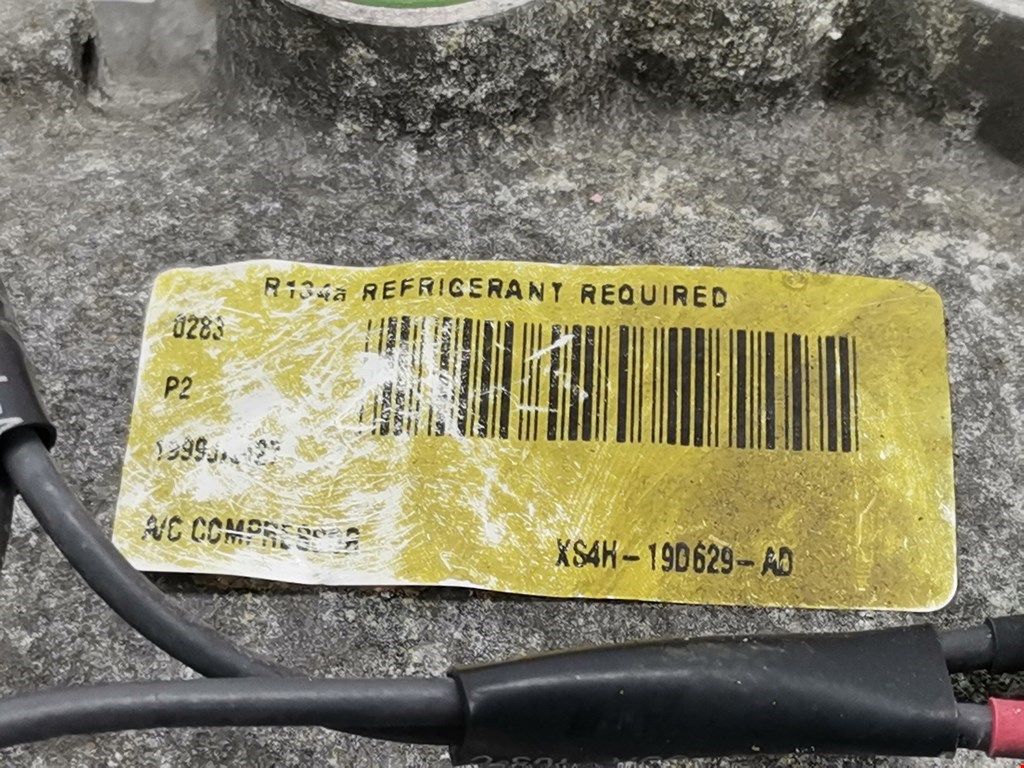 R134a REFRIGERANT REQUIRED
0283
P2
A/C COMPRESSOR
XS4H-19D629-AD